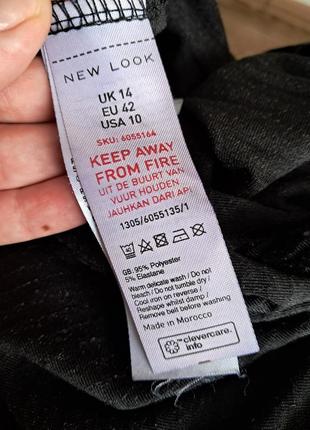 NEW LOOK
UK 14
EU 42
USA 10
SKU: 6055164
KEEP AWAY
FROM FIRE
UIT DE BUURT VAN
VUUR HOUDEN
JAUHKAN DARI API
1305/6055135/1
GB: 95% Polyester
5% Elastane
Warm delicate wash / Do not
bleach / Do not tumble dry /
Cool iron on reverse /
Reshape whilst damp /
Remove belt before washing
Made in Morocco
™clevercare.
info